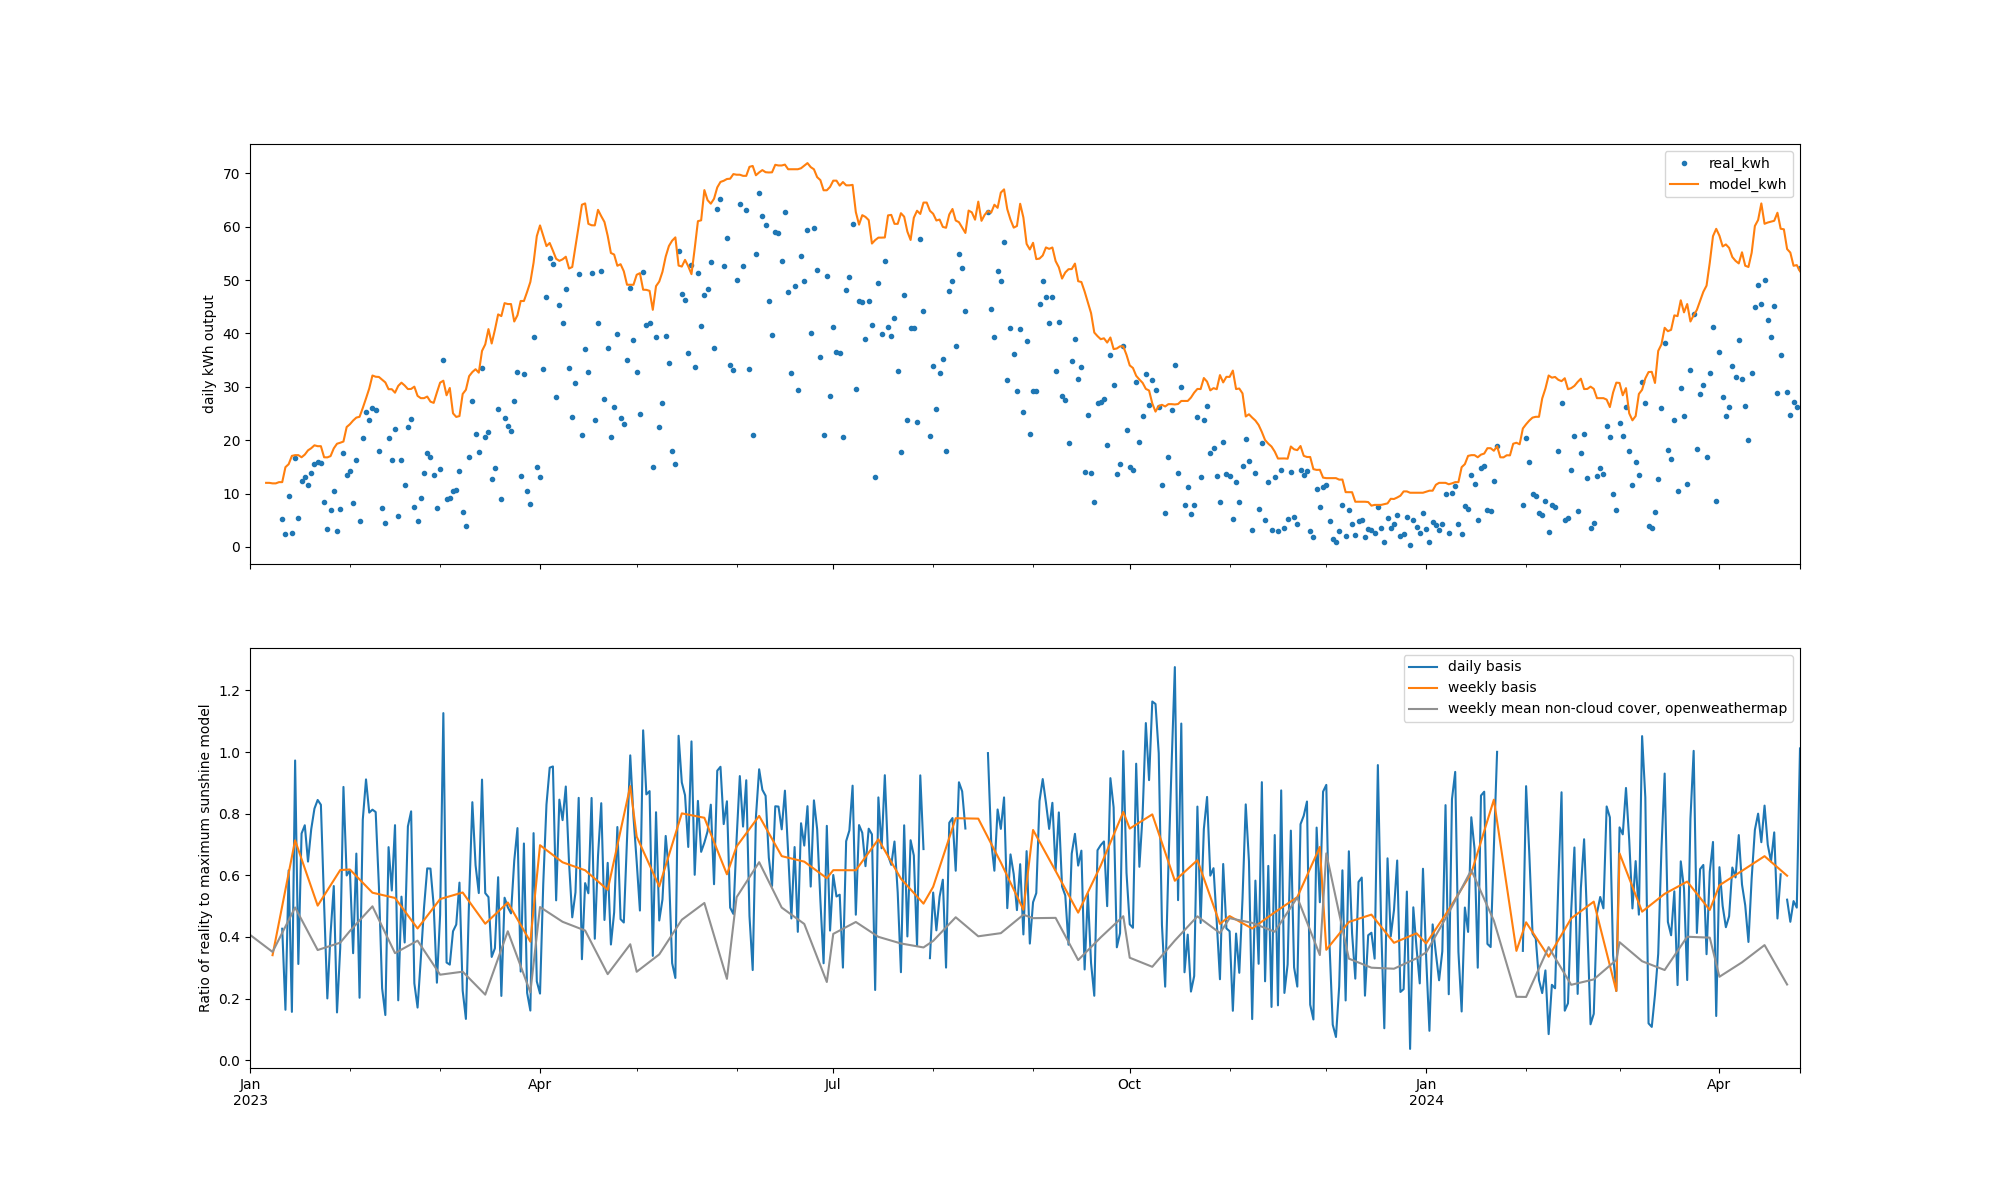 70
60
50
40
30
20
10
0
daily kWh output
real_kwh
model_kwh
1.2
1.0
0.8
0.6
0.4
0.2
0.0
Ratio of reality to maximum sunshine model
daily basis
weekly basis
weekly mean non-cloud cover, openweathermap
Jan
2023
Apr
Jul
Oct
Jan
2024
Apr